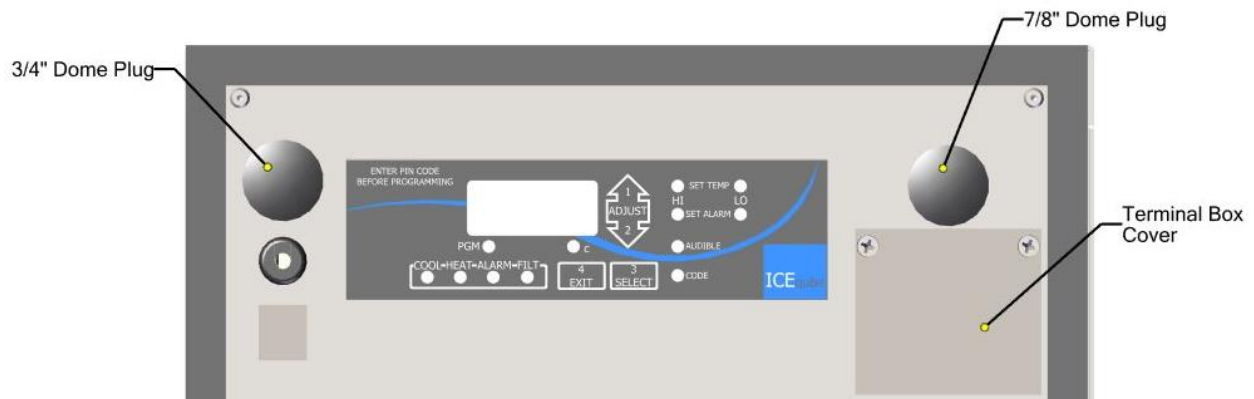 7/8" Dome Plug
3/4" Dome Plug
ENTER PIN CODE
BEFORE PROGRAMMING
1
ADJUST
2
SET TEMP
HI LO
SET ALARM
PGM
c
AUDIBLE
COOL-HEAT-ALARM-FILT
4
EXIT
3
SELECT
CODE
ICEqube
Terminal Box
Cover